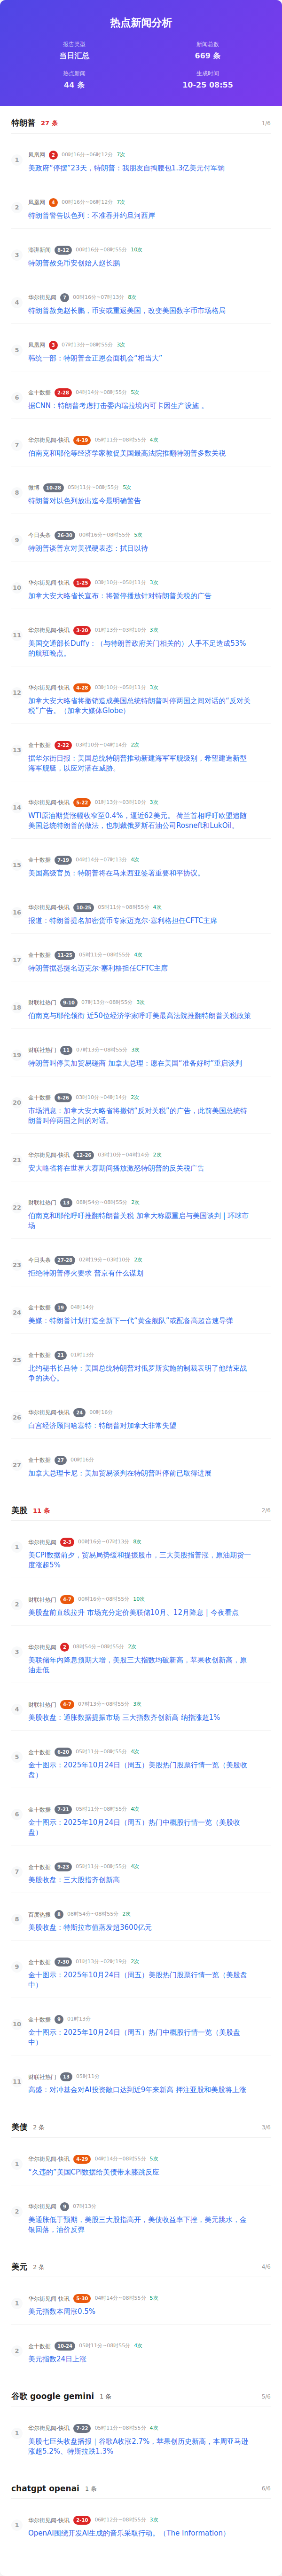 热点新闻分析
报告类型
当日汇总
新闻总数
669 条
热点新闻
44 条
生成时间
10-25 08:55
特朗普 27 条 1/6
1
凤凰网 2 00时16分~06时12分 7次
美政府“停摆”23天，特朗普：我朋友自掏腰包1.3亿美元付军饷
2
凤凰网 4 00时16分~06时12分 7次
特朗普警告以色列：不准吞并约旦河西岸
3
澎湃新闻 8-12 00时16分~08时55分 10次
特朗普赦免币安创始人赵长鹏
4
华尔街见闻 7 00时16分~07时13分 8次
特朗普赦免赵长鹏，币安或重返美国，改变美国数字币市场格局
5
凤凰网 3 07时13分~08时55分 3次
韩统一部：特朗普金正恩会面机会“相当大”
6
金十数据 2-28 04时14分~08时55分 5次
据CNN：特朗普考虑打击委内瑞拉境内可卡因生产设施 。
7
华尔街见闻-快讯 4-19 05时11分~08时55分 4次
伯南克和耶伦等经济学家敦促美国最高法院推翻特朗普多数关税
8
微博 10-28 05时11分~08时55分 5次
特朗普对以色列放出迄今最明确警告
9
今日头条 16-30 00时16分~08时55分 5次
特朗普谈普京对美强硬表态：拭目以待
10
华尔街见闻-快讯 1-25 03时10分~05时11分 3次
加拿大安大略省长宣布：将暂停播放针对特朗普关税的广告
11
华尔街见闻-快讯 3-20 01时13分~03时10分 3次
美国交通部长Duffy：（与特朗普政府关门相关的）人手不足造成53%
的航班晚点。
12
华尔街见闻-快讯 4-28 03时10分~05时11分 3次
加拿大安大略省将撤销造成美国总统特朗普叫停两国之间对话的“反对关
税”广告。（加拿大媒体Globe）
13
金十数据 2-22 03时10分~04时14分 2次
据华尔街日报：美国总统特朗普推动新建海军军舰级别，希望建造新型
海军舰艇，以应对潜在威胁。
14
华尔街见闻-快讯 5-22 01时13分~03时10分 3次
WTI原油期货涨幅收窄至0.4%，逼近62美元。 荷兰首相呼吁欧盟追随
美国总统特朗普的做法，也制裁俄罗斯石油公司Rosneft和LukOil。
15
金十数据 7-19 04时14分~07时13分 4次
美国高级官员：特朗普将在马来西亚签署重要和平协议。
16
华尔街见闻-快讯 10-25 05时11分~08时55分 4次
报道：特朗普提名加密货币专家迈克尔·塞利格担任CFTC主席
17
金十数据 11-25 05时11分~08时55分 4次
特朗普据悉提名迈克尔·塞利格担任CFTC主席
18
财联社热门 9-10 07时13分~08时55分 3次
伯南克与耶伦领衔 近50位经济学家呼吁美最高法院推翻特朗普关税政策
19
财联社热门 11 07时13分~08时55分 3次
特朗普叫停美加贸易磋商 加拿大总理：愿在美国“准备好时”重启谈判
20
金十数据 6-26 03时10分~04时14分 2次
市场消息：加拿大安大略省将撤销“反对关税”的广告，此前美国总统特
朗普叫停两国之间的对话。
21
华尔街见闻-快讯 12-26 03时10分~04时14分 2次
安大略省将在世界大赛期间播放激怒特朗普的反关税广告
22
财联社热门 13 08时54分~08时55分 2次
伯南克和耶伦呼吁推翻特朗普关税 加拿大称愿重启与美国谈判 | 环球市
场
23
今日头条 27-28 02时19分~03时10分 2次
拒绝特朗普停火要求 普京有什么谋划
24
金十数据 19 04时14分
美媒：特朗普计划打造全新下一代“黄金舰队”或配备高超音速导弹
25
金十数据 21 01时13分
北约秘书长吕特：美国总统特朗普对俄罗斯实施的制裁表明了他结束战
争的决心。
26
华尔街见闻-快讯 24 00时16分
白宫经济顾问哈塞特：特朗普对加拿大非常失望
27
金十数据 27 00时16分
加拿大总理卡尼：美加贸易谈判在特朗普叫停前已取得进展
美股 11 条 2/6
1
华尔街见闻 2-3 00时16分~07时13分 8次
美CPI数据前夕，贸易局势缓和提振股市，三大美股指普涨，原油期货一
度涨超5%
2
财联社热门 4-7 00时16分~08时55分 10次
美股盘前直线拉升 市场充分定价美联储10月、12月降息 | 今夜看点
3
华尔街见闻 2 08时54分~08时55分 2次
美联储年内降息预期大增，美股三大指数均破新高，苹果收创新高，原
油走低
4
财联社热门 4-7 07时13分~08时55分 3次
美股收盘：通胀数据提振市场 三大指数齐创新高 纳指涨超1%
5
金十数据 6-20 05时11分~08时55分 4次
金十图示：2025年10月24日（周五）美股热门股票行情一览（美股收
盘）
6
金十数据 7-21 05时11分~08时55分 4次
金十图示：2025年10月24日（周五）热门中概股行情一览（美股收
盘）
7
金十数据 9-23 05时11分~08时55分 4次
美股收盘：三大股指齐创新高
8
百度热搜 8 08时54分~08时55分 2次
美股收盘：特斯拉市值蒸发超3600亿元
9
金十数据 7-30 01时13分~02时19分 2次
金十图示：2025年10月24日（周五）美股热门股票行情一览（美股盘
中）
10
金十数据 8 01时13分
金十图示：2025年10月24日（周五）热门中概股行情一览（美股盘
中）
11
财联社热门 13 05时11分
高盛：对冲基金对AI投资敞口达到近9年来新高 押注亚股和美股将上涨
美债 2 条 3/6
1
华尔街见闻-快讯 4-29 04时14分~08时55分 5次
“久违的”美国CPI数据给美债带来膝跳反应
2
华尔街见闻 9 07时13分
美通胀低于预期，美股三大股指高开，美债收益率下挫，美元跳水，金
银回落，油价反弹
美元 2 条 4/6
1
华尔街见闻-快讯 5-30 04时14分~08时55分 5次
美元指数本周涨0.5%
2
金十数据 10-24 05时11分~08时55分 4次
美元指数24日上涨
谷歌 google gemini 1 条 5/6
1
华尔街见闻-快讯 7-22 05时11分~08时55分 4次
美股七巨头收盘播报｜谷歌A收涨2.7%，苹果创历史新高，本周亚马逊
涨超5.2%、特斯拉跌1.3%
chatgpt openai 1 条 6/6
1
华尔街见闻-快讯 2-10 06时12分~08时55分 3次
OpenAI围绕开发AI生成的音乐采取行动。（The Information）